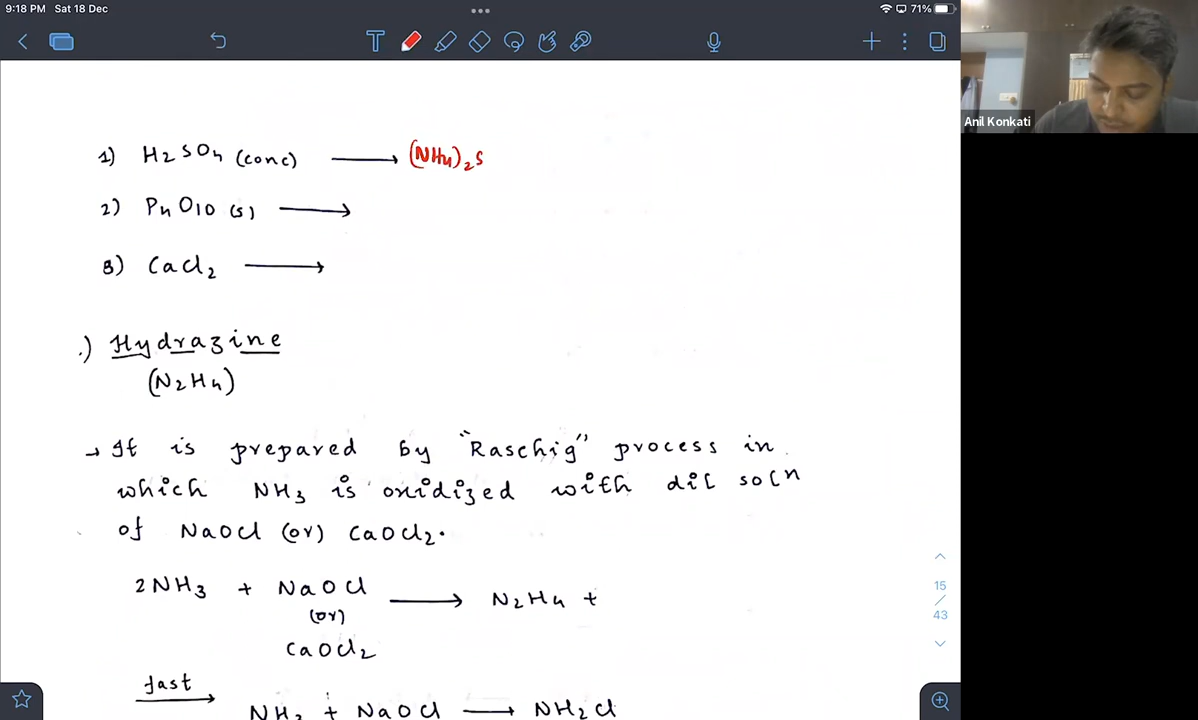 9:18 PM Sat 18 Dec
71%
Anil Konkati
1) H2SO4 (conc) ⟶ (NH4)2S
2) P4O10 (s) ⟶
3) CaCl2 ⟶
.) Hydrazine
(N2H4)
→ It is prepared by "Raschig" process in
which NH3 is oxidized with dil soln
of NaOCl (or) CaOCl2.
2NH3 + NaOCl ⟶ N2H4 +
(or)
CaOCl2
fast
⟶ NH3 + NaOCl ⟶ NH2Cl
15
/
43